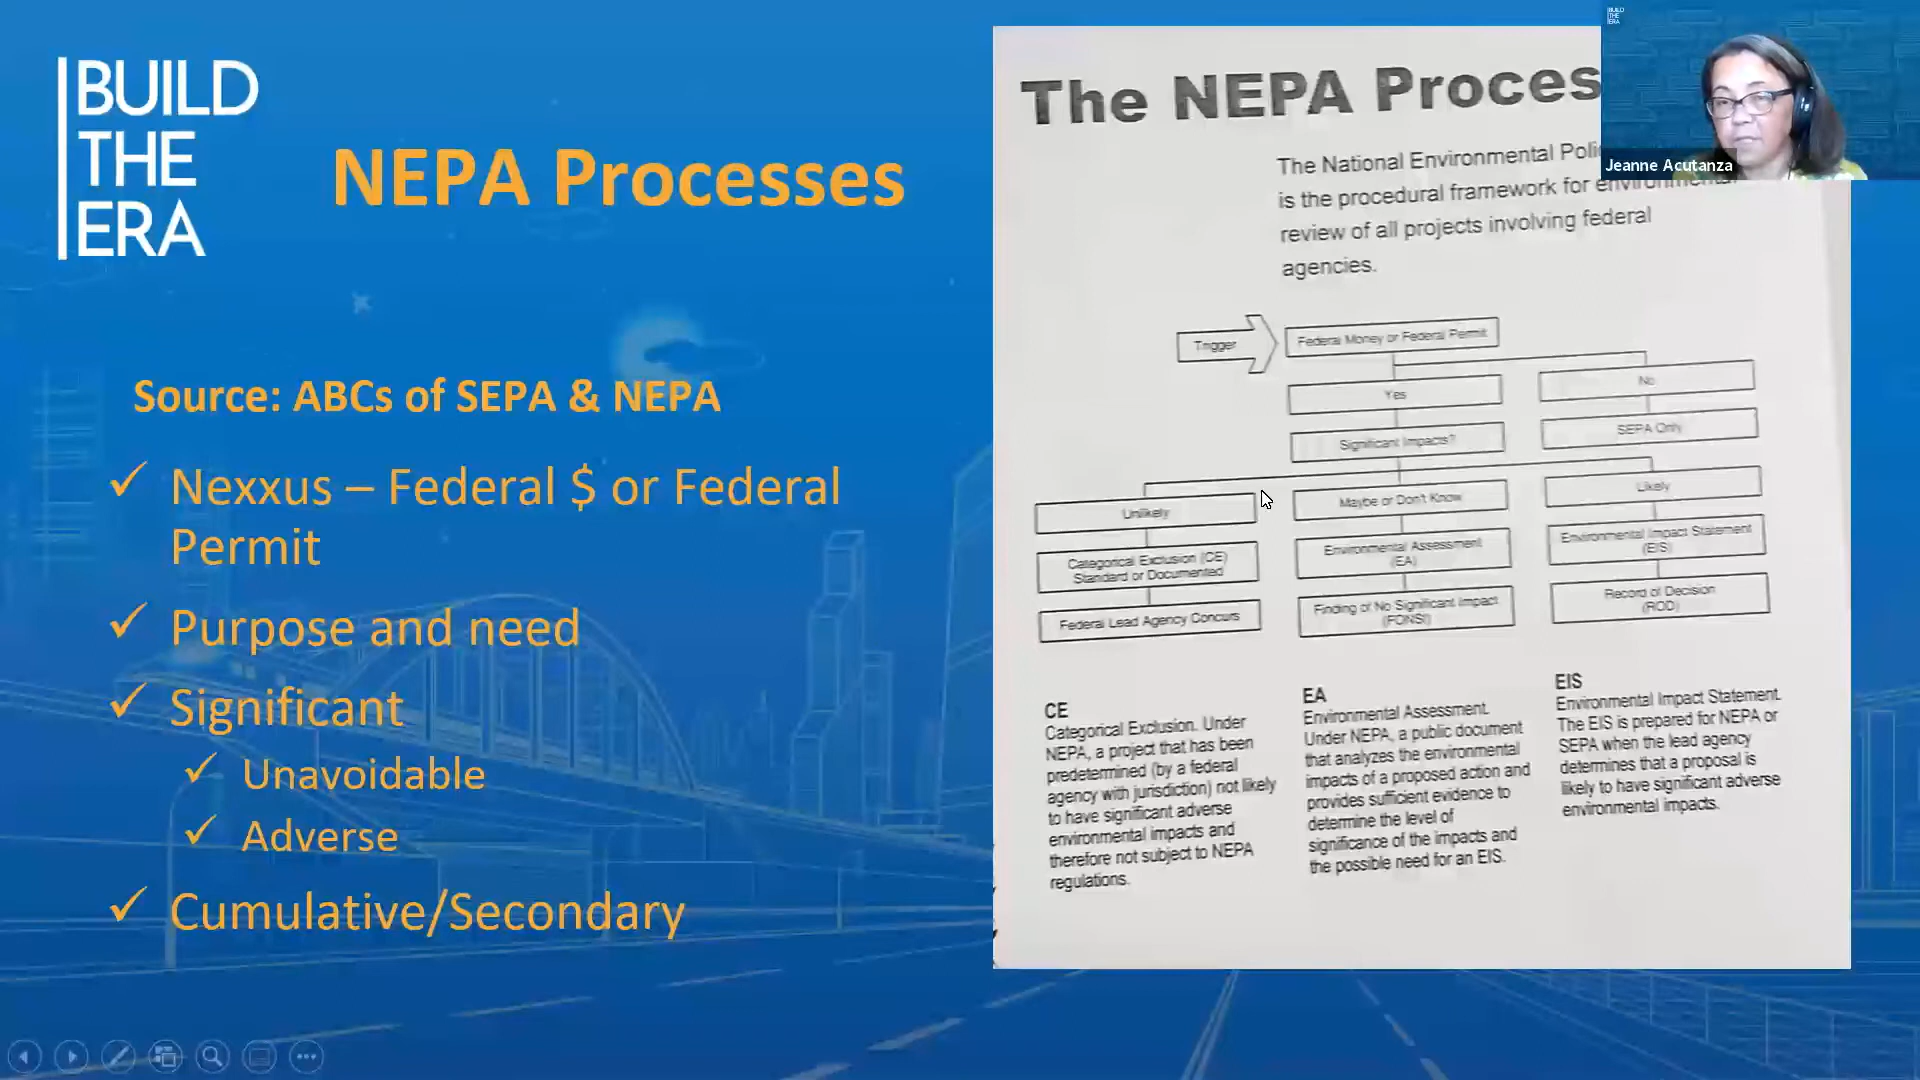 BUILD
THE
ERA
NEPA Processes
Source: ABCs of SEPA & NEPA
Nexxus – Federal $ or Federal
Permit
Purpose and need
Significant
Unavoidable
Adverse
Cumulative/Secondary
The NEPA Proces
The National Environmental Poli
is the procedural framework for environmental
review of all projects involving federal
agencies.
Trigger
Federal Money or Federal Permit
Yes
No
Significant Impacts?
SEPA Only
Unlikely
Maybe or Don't Know
Likely
Categorical Exclusion (CE)
Standard or Documented
Environmental Assessment
(EA)
Environmental Impact Statement
(EIS)
Federal Lead Agency Concurs
Finding of No Significant Impact
(FONSI)
Record of Decision
(ROD)
CE
Categorical Exclusion. Under
NEPA, a project that has been
predetermined (by a federal
agency with jurisdiction) not likely
to have significant adverse
environmental impacts and
therefore not subject to NEPA
regulations.
EA
Environmental Assessment.
Under NEPA, a public document
that analyzes the environmental
impacts of a proposed action and
provides sufficient evidence to
determine the level of
significance of the impacts and
the possible need for an EIS.
EIS
Environmental Impact Statement.
The EIS is prepared for NEPA or
SEPA when the lead agency
determines that a proposal is
likely to have significant adverse
environmental impacts.
BUILD
THE
ERA
Jeanne Acutanza